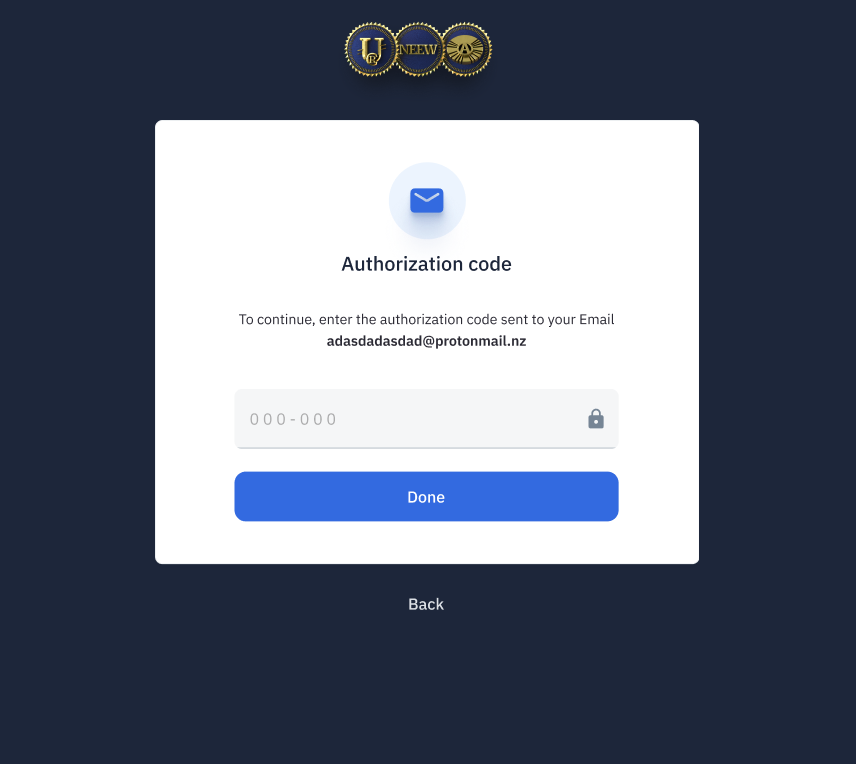 U
R
NEEW
A
Authorization code
To continue, enter the authorization code sent to your Email
adasdadasdad@protonmail.nz
000-000
Done
Back